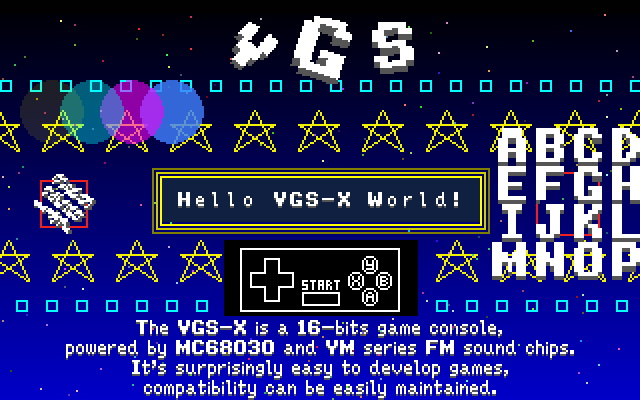 VGS
ABCD
EFGH
IJKL
MNOP
Hello VGS-X World!
START
Y
X B
A
The VGS-X is a 16-bits game console,
powered by MC68030 and YM series FM sound chips.
It's surprisingly easy to develop games,
compatibility can be easily maintained.